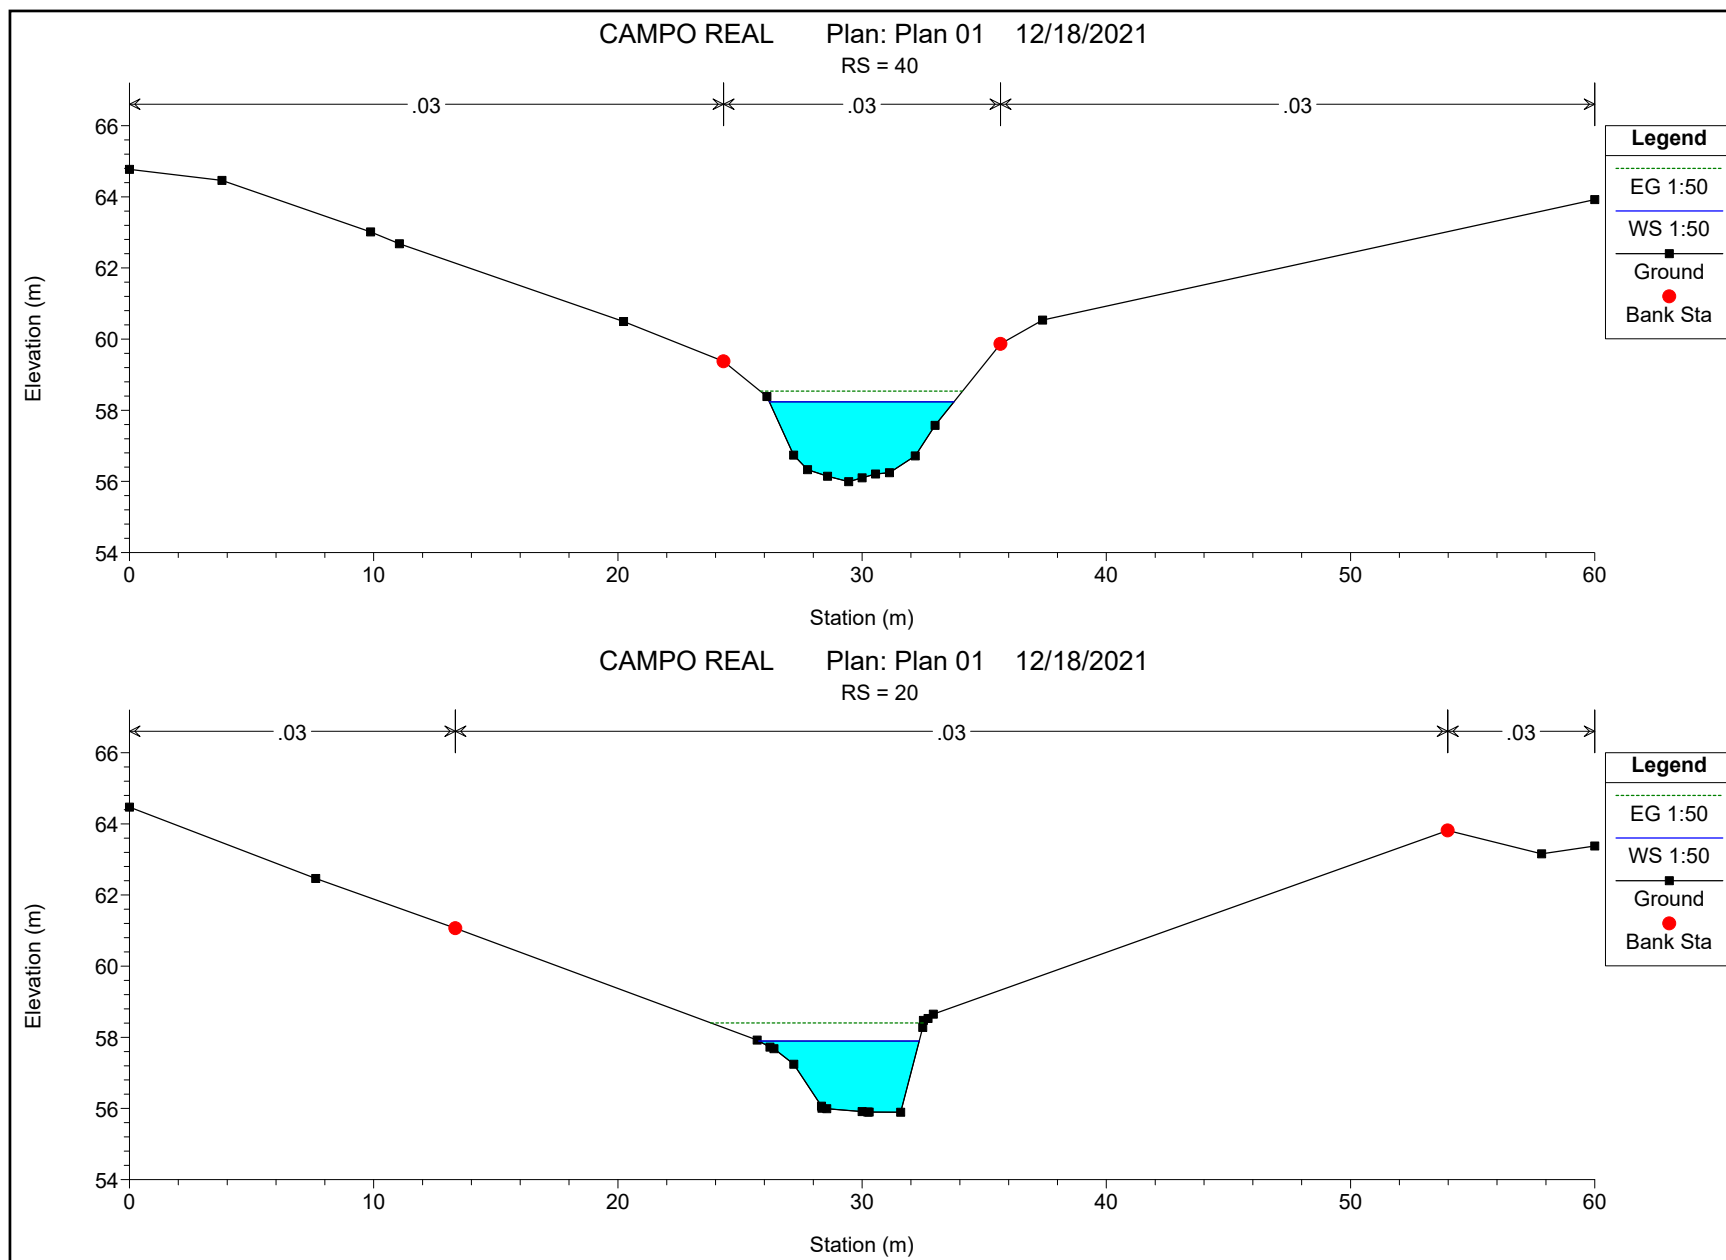 CAMPO REAL Plan: Plan 01 12/18/2021
RS = 40
.03 .03 .03
66
64
62
60
58
56
54
Elevation (m)
0 10 20 30 40 50 60
Station (m)
Legend
EG 1:50
WS 1:50
Ground
Bank Sta
CAMPO REAL Plan: Plan 01 12/18/2021
RS = 20
.03 .03 .03
66
64
62
60
58
56
54
Elevation (m)
0 10 20 30 40 50 60
Station (m)
Legend
EG 1:50
WS 1:50
Ground
Bank Sta